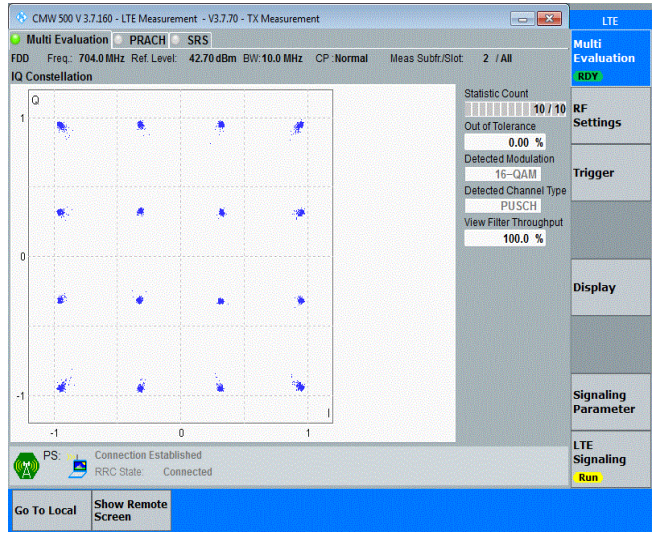 CMW 500 V 3.7.160 - LTE Measurement - V3.7.70 - TX Measurement
LTE
Multi Evaluation PRACH SRS
FDD Freq.: 704.0 MHz Ref. Level: 42.70 dBm BW: 10.0 MHz CP : Normal Meas Subfr./Slot: 2 / All
IQ Constellation
Q
1
0
-1
I
-1 0 1
Statistic Count
10 / 10
Out of Tolerance
0.00 %
Detected Modulation
16-QAM
Detected Channel Type
PUSCH
View Filter Throughput
100.0 %
Multi
Evaluation
RDY
RF
Settings
Trigger
Display
Signaling
Parameter
LTE
Signaling
Run
PS: Connection Established
RRC State: Connected
Go To Local
Show Remote
Screen